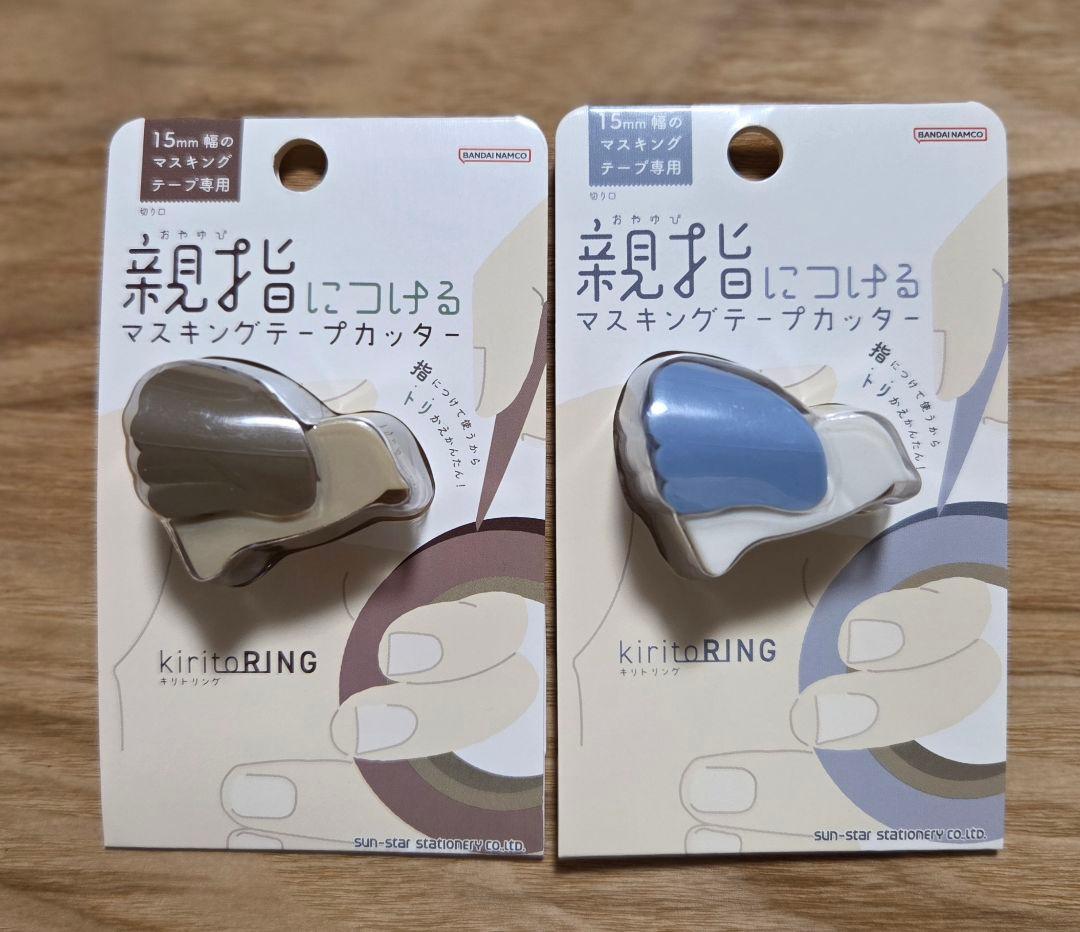 15mm 幅の
マスキング
テープ専用
切り口
BANDAI NAMCO
おやゆび
親指につける
マスキングテープカッター
指につけて使うから
トリかえかんたん!
kiritoRING
キリトリング
sun-star stationery co.,ltd.
15mm 幅の
マスキング
テープ専用
切り口
BANDAI NAMCO
おやゆび
親指につける
マスキングテープカッター
指につけて使うから
トリかえかんたん!
kiritoRING
キリトリング
sun-star stationery co.,ltd.